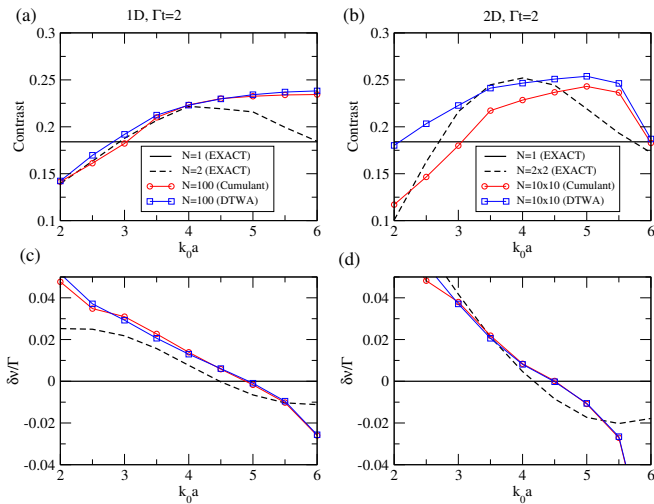 1D, Γt=2
2D, Γt=2
(a)
0.3
0.25
0.2
0.15
0.1
Contrast
N=1 (EXACT)
N=2 (EXACT)
N=100 (Cumulant)
N=100 (DTWA)
2 3 4 5 6
k₀a
(b)
0.3
0.25
0.2
0.15
0.1
Contrast
N=1 (EXACT)
N=2x2 (EXACT)
N=10x10 (Cumulant)
N=10x10 (DTWA)
2 3 4 5 6
k₀a
(c)
0.04
0.02
0
-0.02
-0.04
δν/Γ
2 3 4 5 6
k₀a
(d)
0.04
0.02
0
-0.02
-0.04
δν/Γ
2 3 4 5 6
k₀a